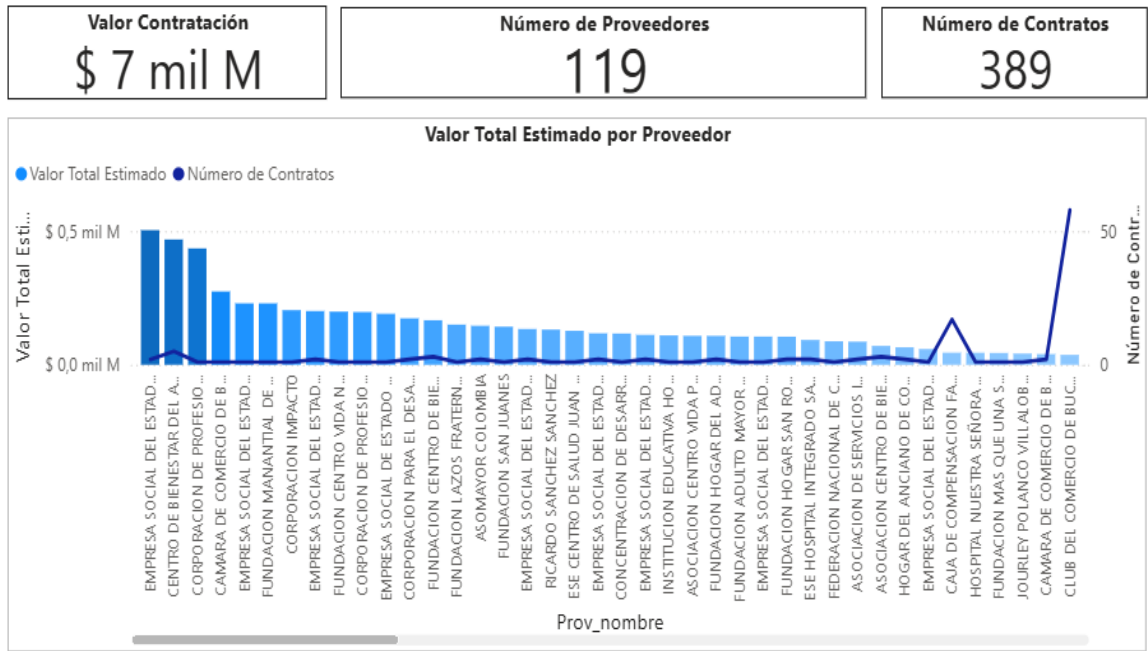 Valor Contratación
$ 7 mil M
Número de Proveedores
119
Número de Contratos
389
Valor Total Estimado por Proveedor
Valor Total Estimado
Número de Contratos
Valor Total Esti...
$ 0,5 mil M
$ 0,0 mil M
50
0
Número de Contr...
EMPRESA SOCIAL DEL ESTAD...
CENTRO DE BIENESTAR DEL A...
CORPORACION DE PROFESIO...
CAMARA DE COMERCIO DE B...
EMPRESA SOCIAL DEL ESTAD...
FUNDACION MANANTIAL DE ...
CORPORACION IMPACTO
EMPRESA SOCIAL DEL ESTAD...
FUNDACION CENTRO VIDA N...
CORPORACION DE PROFESIO...
EMPRESA SOCIAL DE ESTADO ...
CORPORACION PARA EL DESA...
FUNDACION CENTRO DE BIE...
FUNDACION LAZOS FRATERN...
ASOMAYOR COLOMBIA
FUNDACION SAN JUANES
EMPRESA SOCIAL DEL ESTAD...
RICARDO SANCHEZ SANCHEZ
ESE CENTRO DE SALUD JUAN ...
EMPRESA SOCIAL DEL ESTAD...
CONCENTRACION DE DESARR...
EMPRESA SOCIAL DEL ESTAD...
INSTITUCION EDUCATIVA HO...
ASOCIACION CENTRO VIDA P...
FUNDACION HOGAR DEL AD...
FUNDACION ADULTO MAYOR...
EMPRESA SOCIAL DEL ESTAD...
FUNDACION HOGAR SAN RO...
ESE HOSPITAL INTEGRADO SA...
FEDERACION NACIONAL DE C...
ASOCIACION DE SERVICIOS I...
ASOCIACION CENTRO DE BIE...
HOGAR DEL ANCIANO DE CO...
EMPRESA SOCIAL DEL ESTAD...
CAJA DE COMPENSACION FA...
HOSPITAL NUESTRA SEÑORA ...
FUNDACION MAS QUE UNA S...
JOURLEY POLANCO VILLALOB...
CAMARA DE COMERCIO DE B...
CLUB DEL COMERCIO DE BUC...
Prov_nombre